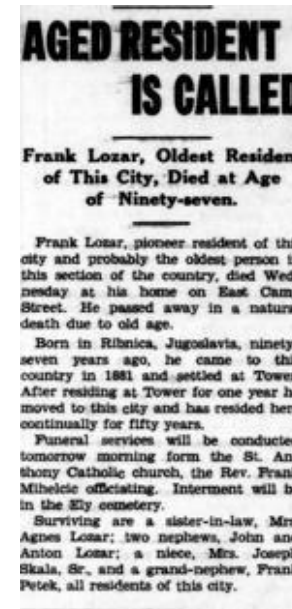 AGED RESIDENT
IS CALLED
Frank Lozar, Oldest Residen
of This City, Died at Age
of Ninety-seven.
Frank Lozar, pioneer resident of thi
city and probably the oldest person i
this section of the country, died Wed
nesday at his home on East Cam
Street. He passed away in a natura
death due to old age.
Born in Ribnica, Jugoslavia, ninety
seven years ago, he came to thi
country in 1881 and settled at Tower
After residing at Tower for one year h
moved to this city and has resided her
continually for fifty years.
Funeral services will be conducte
tomorrow morning form the St. An
thony Catholic church, the Rev. Fran
Mihelcic officiating. Interment will b
in the Ely cemetery.
Surviving are a sister-in-law, Mrs
Agnes Lozar; two nephews, John and
Anton Lozar; a niece, Mrs. Joseph
Skala, Sr., and a grand-nephew, Frank
Petek, all residents of this city.